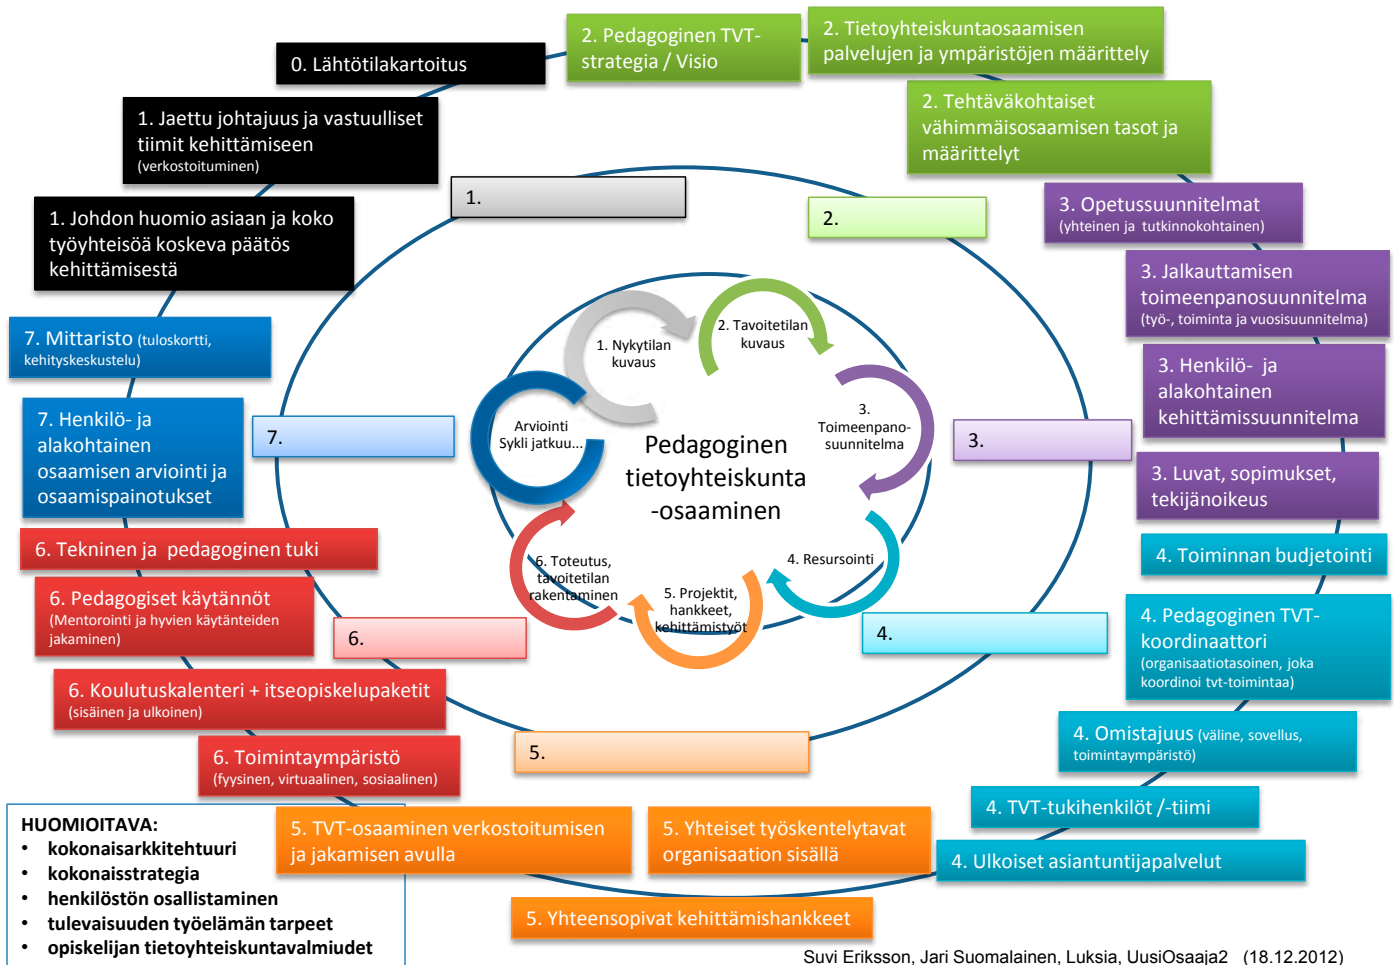 0. Lähtötilakartoitus
2. Pedagoginen TVT-
strategia / Visio
2. Tietoyhteiskuntaosaamisen
palvelujen ja ympäristöjen määrittely
1. Jaettu johtajuus ja vastuulliset
tiimit kehittämiseen
(verkostoituminen)
2. Tehtäväkohtaiset
vähimmäisosaamisen tasot ja
määrittelyt
1. Johdon huomio asiaan ja koko
työyhteisöä koskeva päätös
kehittämisestä
1.
2.
3. Opetussuunnitelmat
(yhteinen ja tutkinnokohtainen)
3. Jalkauttamisen
toimeenpanosuunnitelma
(työ-, toiminta ja vuosisuunnitelma)
7. Mittaristo (tuloskortti,
kehityskeskustelu)
3. Henkilö- ja
alakohtainen
kehittämissuunnitelma
7. Henkilö- ja
alakohtainen
osaamisen arviointi ja
osaamispainotukset
7.
3.
3. Luvat, sopimukset,
tekijänoikeus
1. Nykytilan
kuvaus
2. Tavoitetilan
kuvaus
3.
Toimeenpano-
suunnitelma
Arviointi
Sykli jatkuu...
Pedagoginen
tietoyhteiskunta
-osaaminen
4. Resursointi
5. Projektit,
hankkeet,
kehittämistyöt
6. Toteutus,
tavoitetilan
rakentaminen
6. Tekninen ja pedagoginen tuki
4. Toiminnan budjetointi
6. Pedagogiset käytännöt
(Mentorointi ja hyvien käytänteiden
jakaminen)
6.
4.
4. Pedagoginen TVT-
koordinaattori
(organisaatiotasoinen, joka
koordinoi tvt-toimintaa)
6. Koulutuskalenteri + itseopiskelupaketit
(sisäinen ja ulkoinen)
6. Toimintaympäristö
(fyysinen, virtuaalinen, sosiaalinen)
5.
4. Omistajuus (väline, sovellus,
toimintaympäristö)
4. TVT-tukihenkilöt /-tiimi
4. Ulkoiset asiantuntijapalvelut
5. TVT-osaaminen verkostoitumisen
ja jakamisen avulla
5. Yhteiset työskentelytavat
organisaation sisällä
5. Yhteensopivat kehittämishankkeet
HUOMIOITAVA:
• kokonaisarkkitehtuuri
• kokonaisstrategia
• henkilöstön osallistaminen
• tulevaisuuden työelämän tarpeet
• opiskelijan tietoyhteiskuntavalmiudet
Suvi Eriksson, Jari Suomalainen, Luksia, UusiOsaaja2 (18.12.2012)